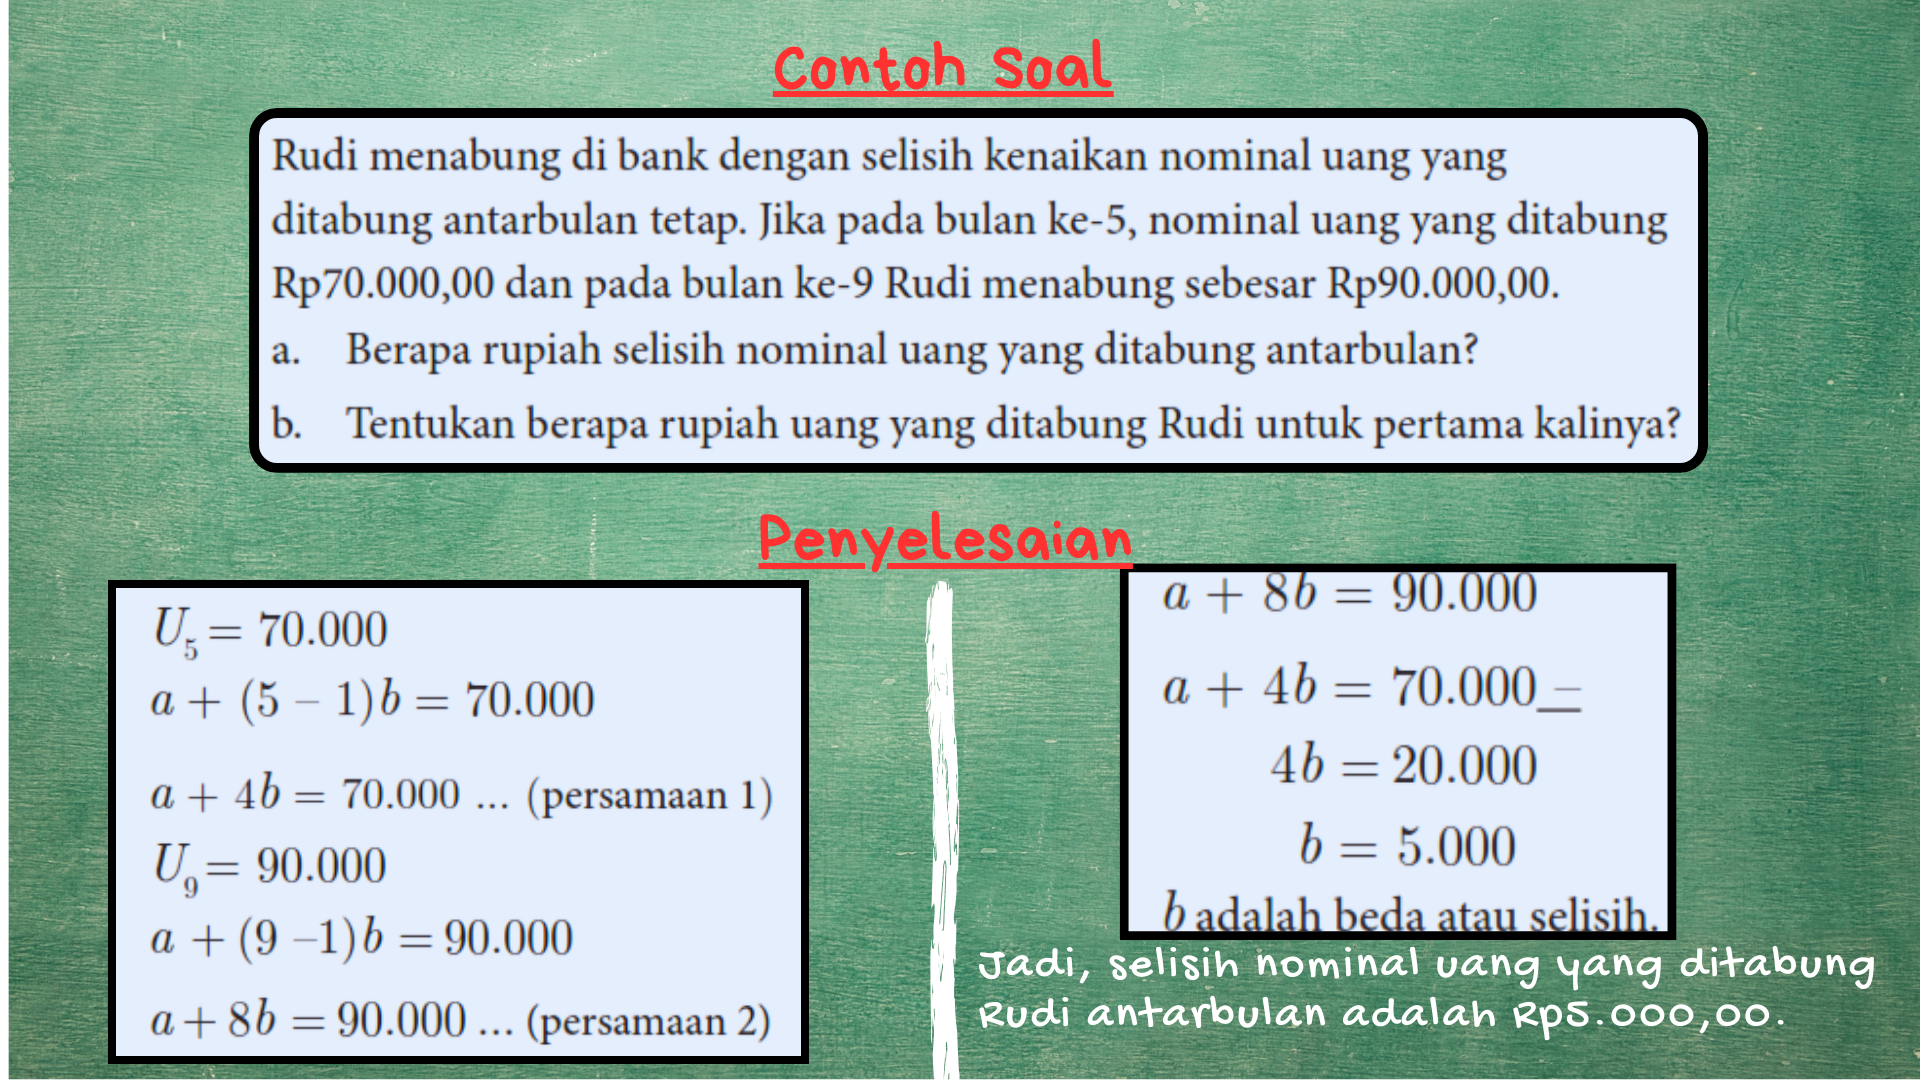 Contoh Soal
Rudi menabung di bank dengan selisih kenaikan nominal uang yang
ditabung antarbulan tetap. Jika pada bulan ke-5, nominal uang yang ditabung
Rp70.000,00 dan pada bulan ke-9 Rudi menabung sebesar Rp90.000,00.
a. Berapa rupiah selisih nominal uang yang ditabung antarbulan?
b. Tentukan berapa rupiah uang yang ditabung Rudi untuk pertama kalinya?
Penyelesaian
U₅ = 70.000
a + (5 – 1)b = 70.000
a + 4b = 70.000 ... (persamaan 1)
U₉ = 90.000
a + (9 –1)b = 90.000
a + 8b = 90.000 ... (persamaan 2)
a + 8b = 90.000
a + 4b = 70.000 –
4b = 20.000
b = 5.000
b adalah beda atau selisih.
Jadi, selisih nominal uang yang ditabung
Rudi antarbulan adalah Rp5.000,00.